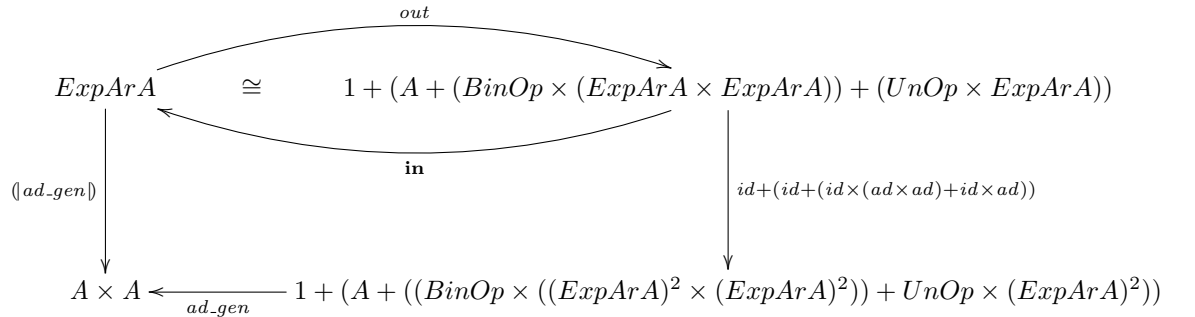 out
ExpArA ≅ 1 + (A + (BinOp × (ExpArA × ExpArA)) + (UnOp × ExpArA))
in
(|ad_gen|) id+(id+(id×(ad×ad)+id×ad))
A × A 1 + (A + ((BinOp × ((ExpArA)² × (ExpArA)²)) + UnOp × (ExpArA)²))
ad_gen